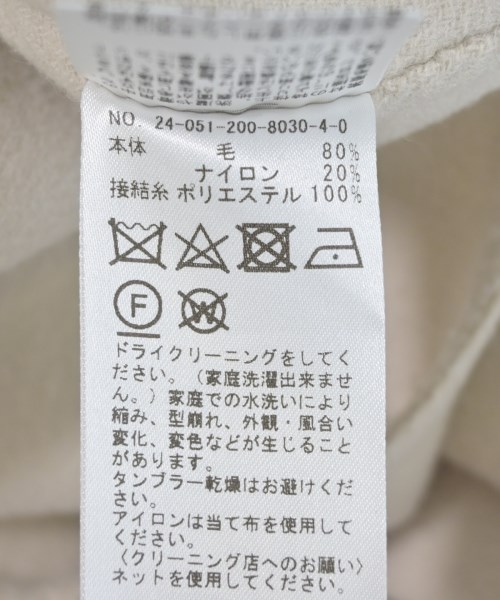 NO. 24-051-200-8030-4-0
本体 毛 80%
ナイロン 20%
接結糸 ポリエステル 100%
F W
ドライクリーニングをしてく
ださい。（家庭洗濯出来ませ
ん。）家庭での水洗いにより
縮み、型崩れ、外観・風合い
変化、変色などが生じること
があります。
タンブラー乾燥はお避けくだ
さい。
アイロンは当て布を使用して
ください。
〈クリーニング店へのお願い〉
ネットを使用してください。